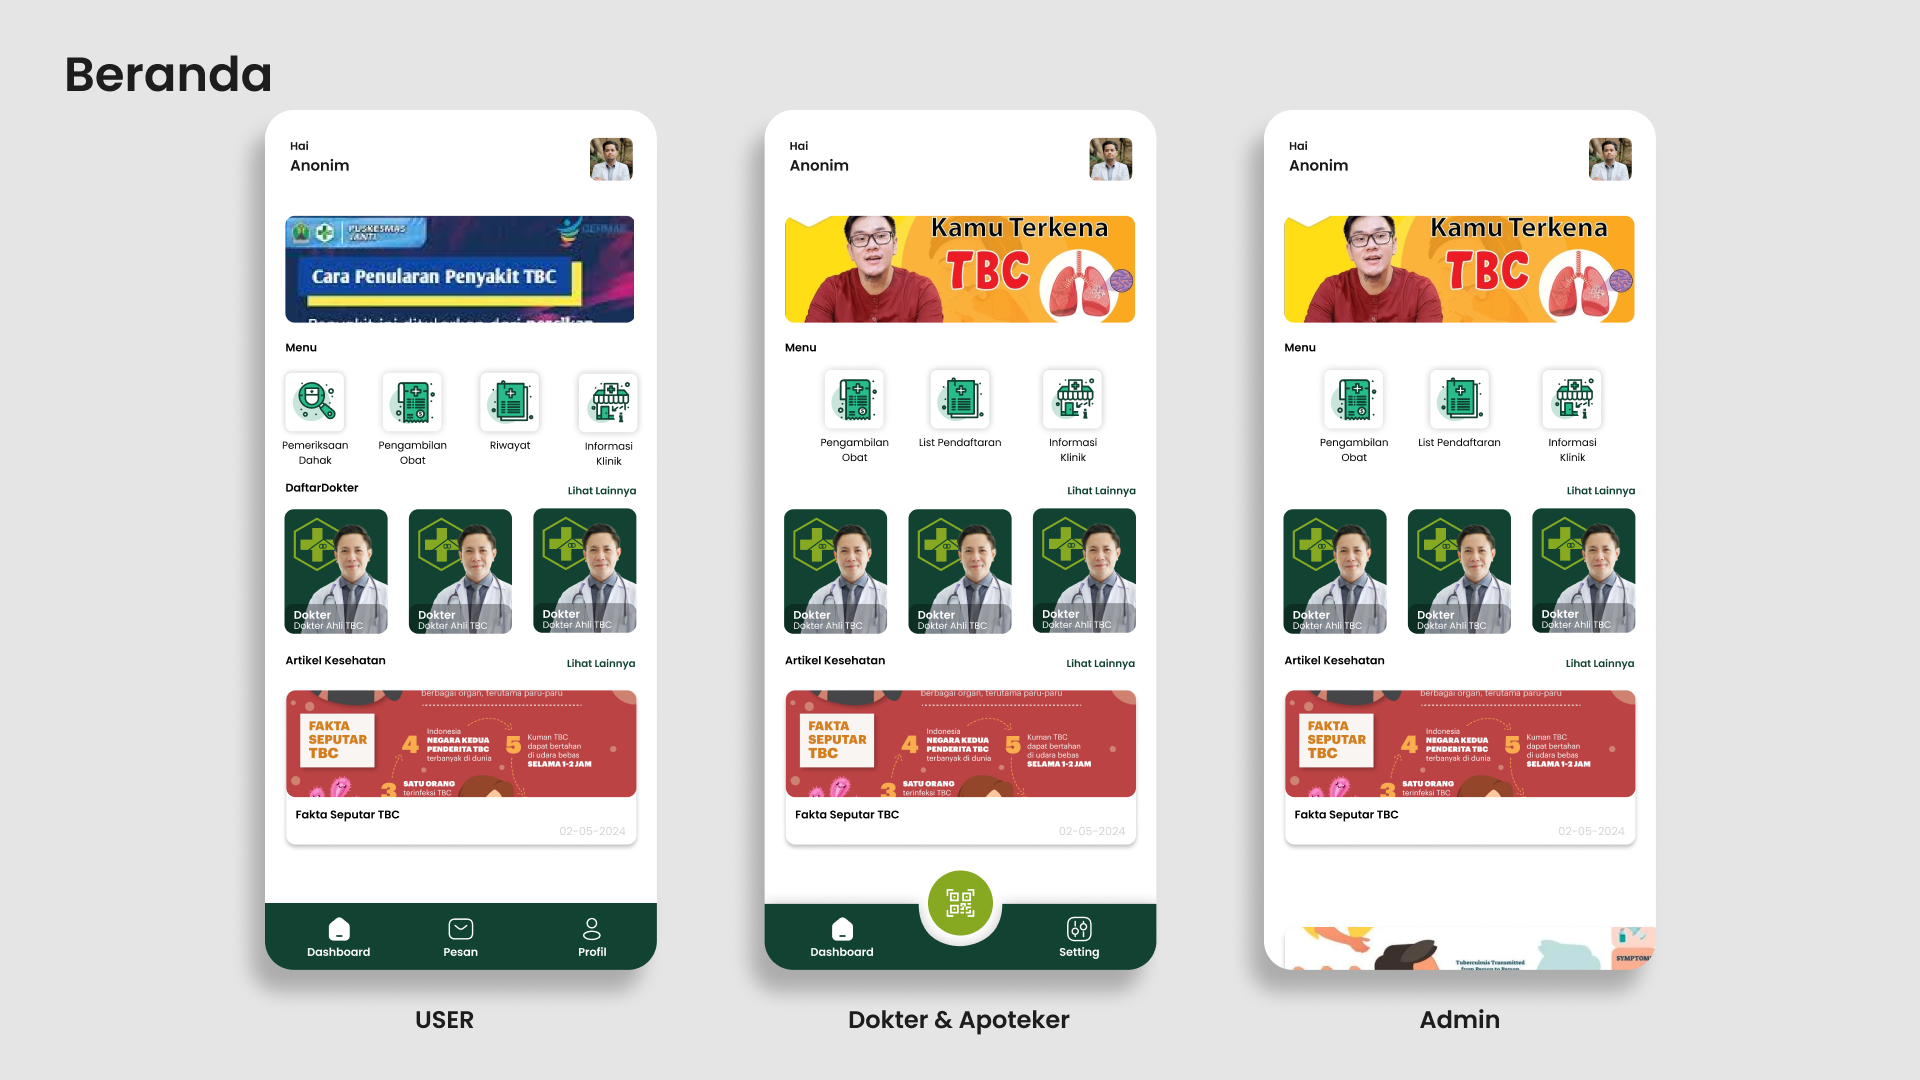 Beranda
Hai
Anonim
PUSKESMAS
JANTI
GERMAS
Cara Penularan Penyakit TBC
Penyakit ini ditularkan dari percikan
Menu
Pemeriksaan
Dahak
Pengambilan
Obat
Riwayat
Informasi
Klinik
DaftarDokter
Lihat Lainnya
Dokter
Dokter Ahli TBC
Dokter
Dokter Ahli TBC
Dokter
Dokter Ahli TBC
Artikel Kesehatan
Lihat Lainnya
berbagai organ, terutama paru-paru
FAKTA
SEPUTAR
TBC
4
Indonesia
NEGARA KEDUA
PENDERITA TBC
terbanyak di dunia
5
Kuman TBC
dapat bertahan
di udara bebas
SELAMA 1-2 JAM
3
SATU ORANG
terinfeksi TBC
Fakta Seputar TBC
02-05-2024
Dashboard
Pesan
Profil
USER
Hai
Anonim
Kamu Terkena
TBC
Menu
Pengambilan
Obat
List Pendaftaran
Informasi
Klinik
Lihat Lainnya
Dokter
Dokter Ahli TBC
Dokter
Dokter Ahli TBC
Dokter
Dokter Ahli TBC
Artikel Kesehatan
Lihat Lainnya
berbagai organ, terutama paru-paru
FAKTA
SEPUTAR
TBC
4
Indonesia
NEGARA KEDUA
PENDERITA TBC
terbanyak di dunia
5
Kuman TBC
dapat bertahan
di udara bebas
SELAMA 1-2 JAM
3
SATU ORANG
terinfeksi TBC
Fakta Seputar TBC
02-05-2024
Dashboard
Setting
Dokter & Apoteker
Hai
Anonim
Kamu Terkena
TBC
Menu
Pengambilan
Obat
List Pendaftaran
Informasi
Klinik
Lihat Lainnya
Dokter
Dokter Ahli TBC
Dokter
Dokter Ahli TBC
Dokter
Dokter Ahli TBC
Artikel Kesehatan
Lihat Lainnya
berbagai organ, terutama paru-paru
FAKTA
SEPUTAR
TBC
4
Indonesia
NEGARA KEDUA
PENDERITA TBC
terbanyak di dunia
5
Kuman TBC
dapat bertahan
di udara bebas
SELAMA 1-2 JAM
3
SATU ORANG
terinfeksi TBC
Fakta Seputar TBC
02-05-2024
Tuberculosis Transmitted
from Person to Person
SYMPTOM
Admin